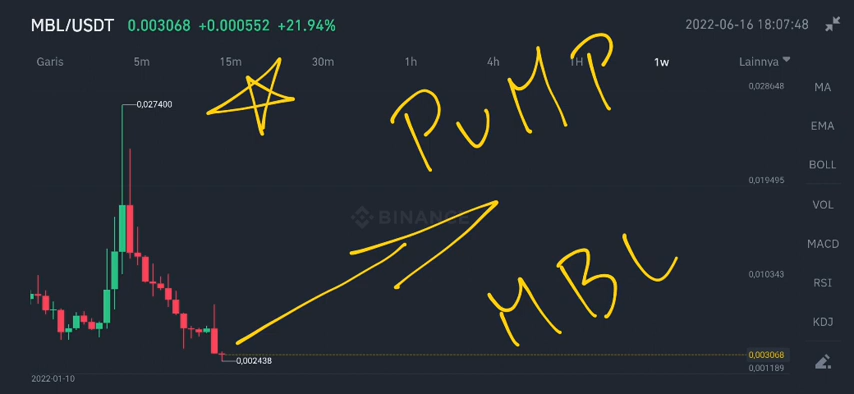 MBL/USDT 0.003068 +0.000552 +21.94% 2022-06-16 18:07:48
Garis 5m 15m 30m 1h 4h 1H 1w Lainnya
0,028648
MA
0,027400
PUMP
EMA
BOLL
0,019495
VOL
BINANCE
MACD
MBL
0,010343
RSI
KDJ
0,003068
0,002438
0,001189
2022-01-10